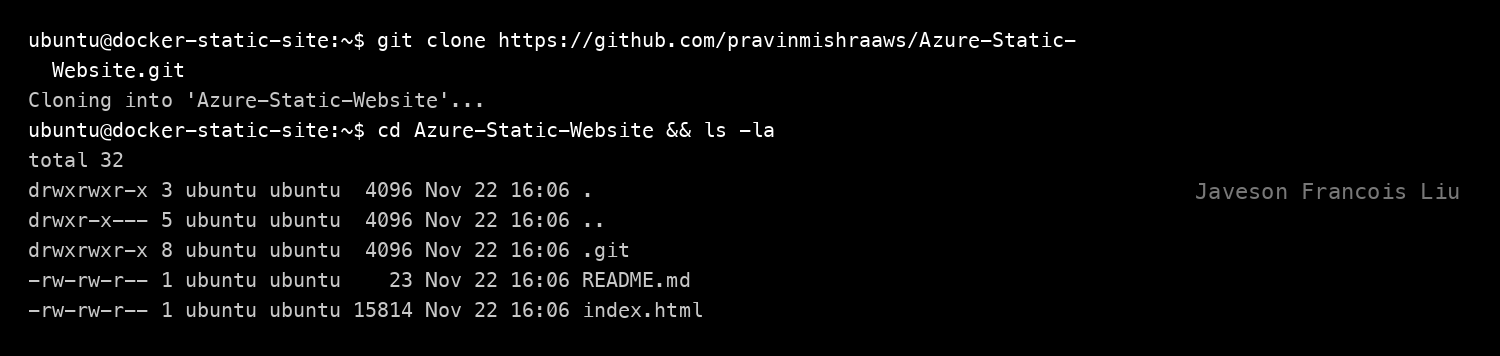 ubuntu@docker-static-site:~$ git clone https://github.com/pravinmishraaws/Azure-Static-
Website.git
Cloning into 'Azure-Static-Website'...
ubuntu@docker-static-site:~$ cd Azure-Static-Website && ls -la
total 32
drwxrwxr-x 3 ubuntu ubuntu  4096 Nov 22 16:06 .
Javeson Francois Liu
drwxr-x--- 5 ubuntu ubuntu  4096 Nov 22 16:06 ..
drwxrwxr-x 8 ubuntu ubuntu  4096 Nov 22 16:06 .git
-rw-rw-r-- 1 ubuntu ubuntu    23 Nov 22 16:06 README.md
-rw-rw-r-- 1 ubuntu ubuntu 15814 Nov 22 16:06 index.html